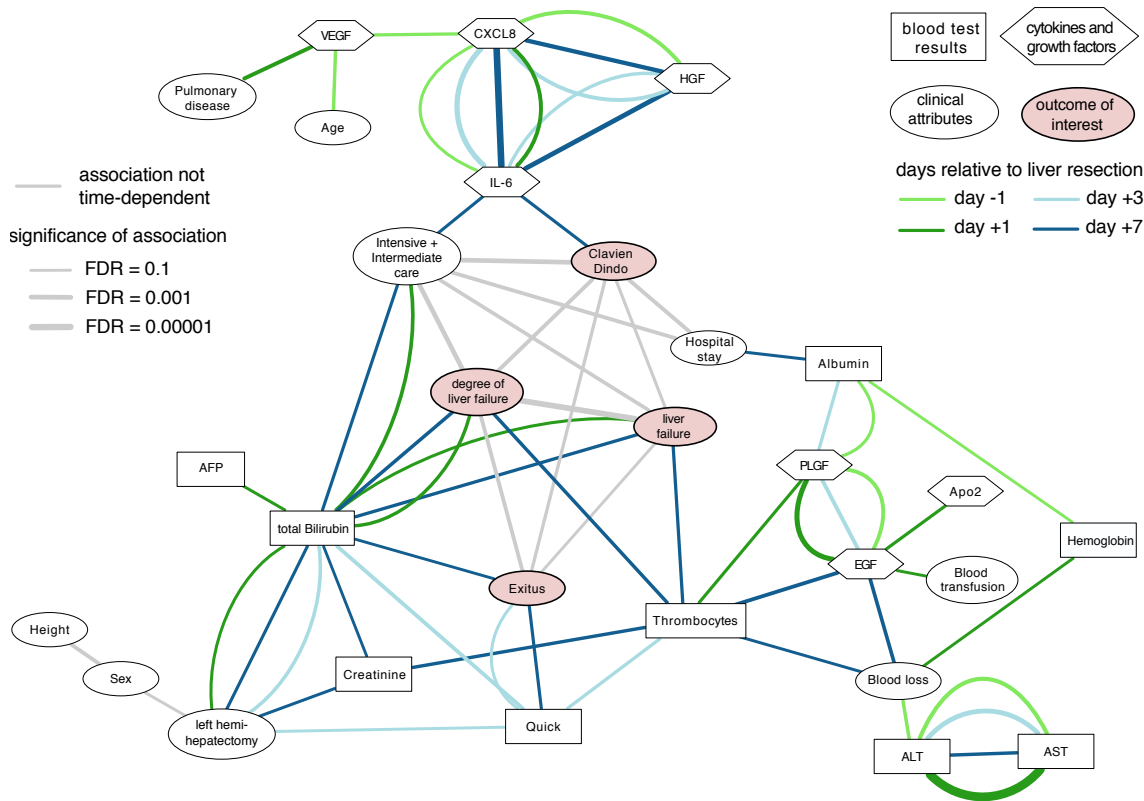 VEGF
CXCL8
HGF
Pulmonary
disease
Age
IL-6
blood test
results
cytokines and
growth factors
clinical
attributes
outcome of
interest
days relative to liver resection
day -1
day +3
day +1
day +7
association not
time-dependent
significance of association
FDR = 0.1
FDR = 0.001
FDR = 0.00001
Intensive +
Intermediate
care
Clavien
Dindo
Hospital
stay
Albumin
degree of
liver failure
liver
failure
AFP
PLGF
Apo2
total Bilirubin
Hemoglobin
EGF
Blood
transfusion
Exitus
Thrombocytes
Height
Sex
Creatinine
Blood loss
left hemi-
hepatectomy
Quick
ALT
AST